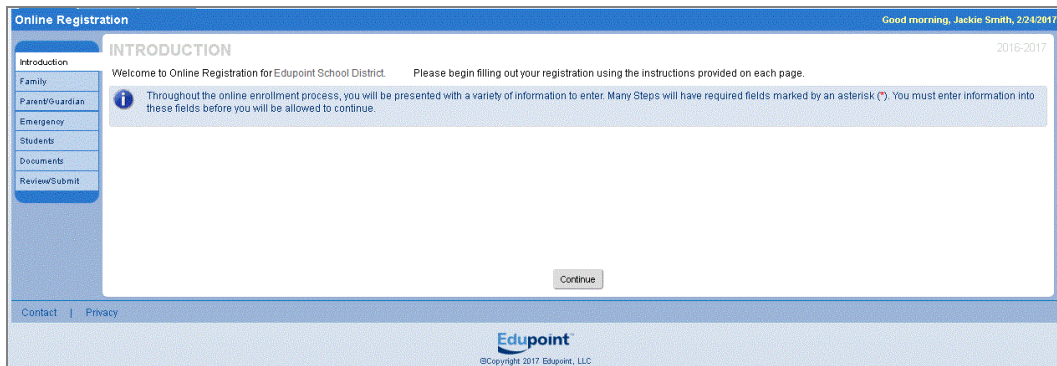 Online Registration
Good morning, Jackie Smith, 2/24/2017
Introduction
Family
Parent/Guardian
Emergency
Students
Documents
Review/Submit
INTRODUCTION
2016-2017
Welcome to Online Registration for Edupoint School District. Please begin filling out your registration using the instructions provided on each page.
Throughout the online enrollment process, you will be presented with a variety of information to enter. Many Steps will have required fields marked by an asterisk (*). You must enter information into
these fields before you will be allowed to continue.
Continue
Contact | Privacy
Edupoint
©Copyright 2017 Edupoint, LLC